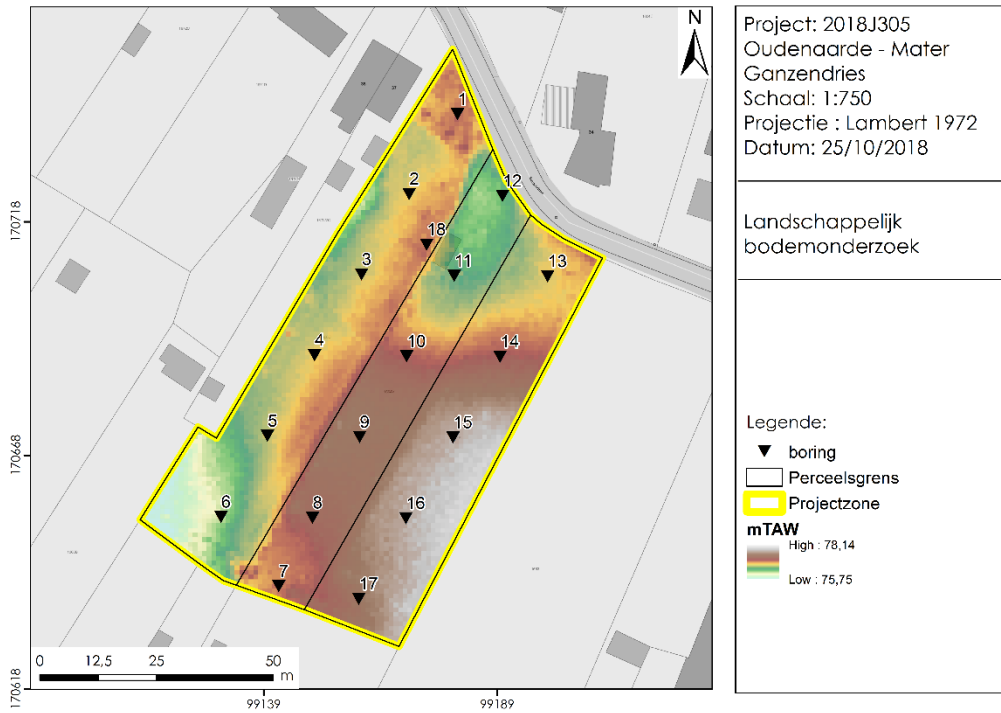 N
1
2
12
18
3
11
13
4
10
14
5
9
15
6
8
16
7
17
170718
170668
170618
99139
99189
0 12,5 25 50
m
Project: 2018J305
Oudenaarde - Mater
Ganzendries
Schaal: 1:750
Projectie : Lambert 1972
Datum: 25/10/2018
Landschappelijk
bodemonderzoek
Legende:
boring
Perceelsgrens
Projectzone
mTAW
High : 78,14
Low : 75,75